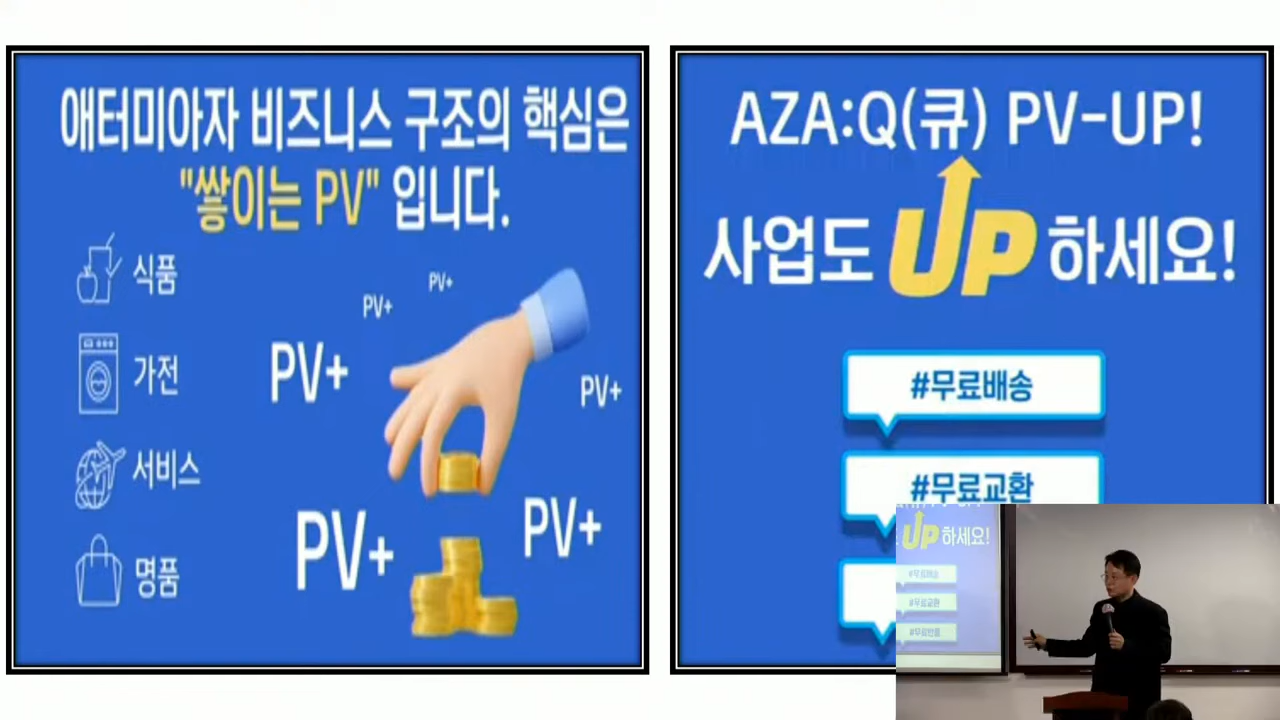 애터미아자 비즈니스 구조의 핵심은
"쌓이는 PV" 입니다.
식품
가전
서비스
명품
PV+
PV+
PV+
PV+
PV+
PV+
AZA:Q(큐) PV-UP!
사업도 UP 하세요!
#무료배송
#무료교환
UP 하세요!
#무료배송
#무료교환
#무료반품